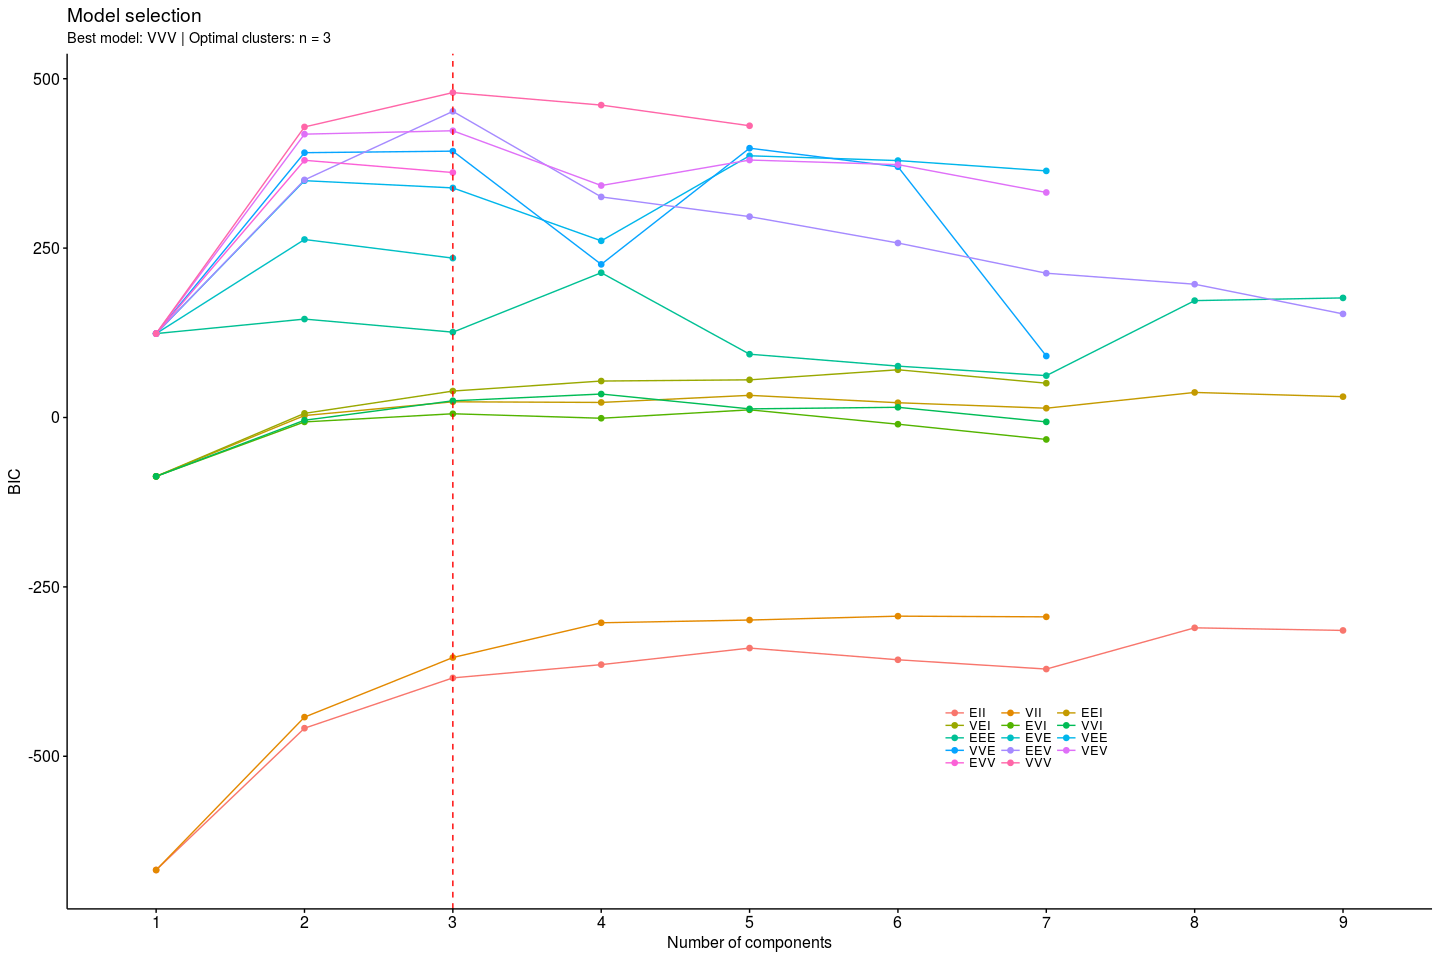 Model selection
Best model: VVV | Optimal clusters: n = 3
500
250
0
-250
-500
BIC
EII VII EEI
VEI EVI VVI
EEE EVE VEE
VVE EEV VEV
EVV VVV
1 2 3 4 5 6 7 8 9
Number of components